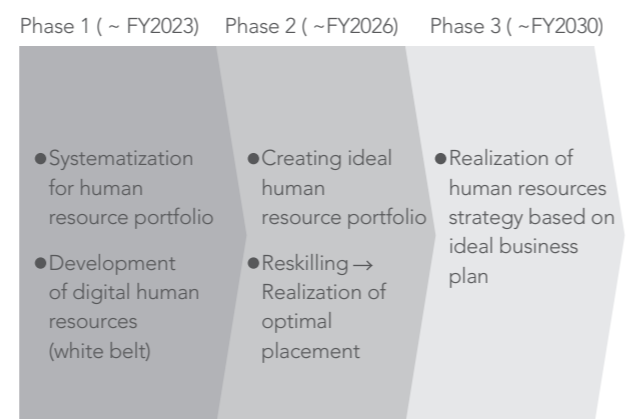 Phase 1 ( ~ FY2023)
Phase 2 ( ~FY2026)
Phase 3 ( ~FY2030)
●Systematization
for human
resource portfolio
●Development
of digital human
resources
(white belt)
●Creating ideal
human
resource portfolio
●Reskilling→
Realization of
optimal
placement
●Realization of
human resources
strategy based on
ideal business
plan